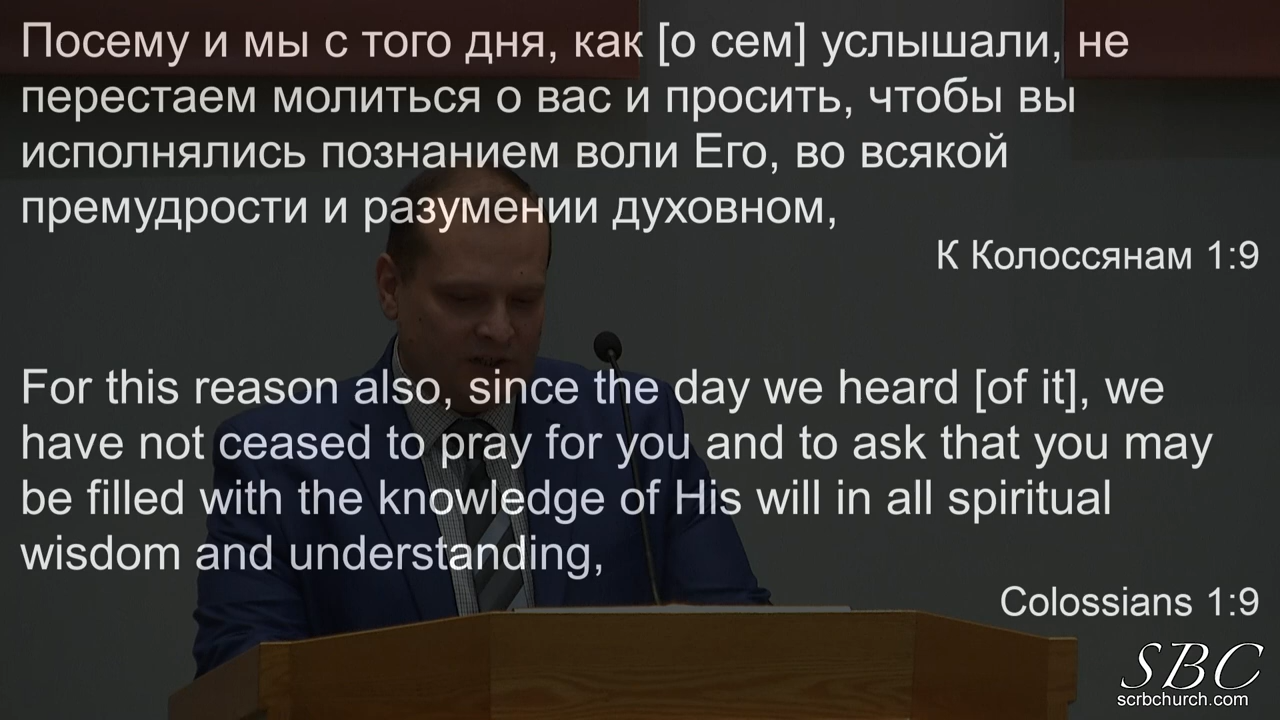 Посему и мы с того дня, как [о сем] услышали, не
перестаем молиться о вас и просить, чтобы вы
исполнялись познанием воли Его, во всякой
премудрости и разумении духовном,
К Колоссянам 1:9
For this reason also, since the day we heard [of it], we
have not ceased to pray for you and to ask that you may
be filled with the knowledge of His will in all spiritual
wisdom and understanding,
Colossians 1:9
SBC
scrbchurch.com